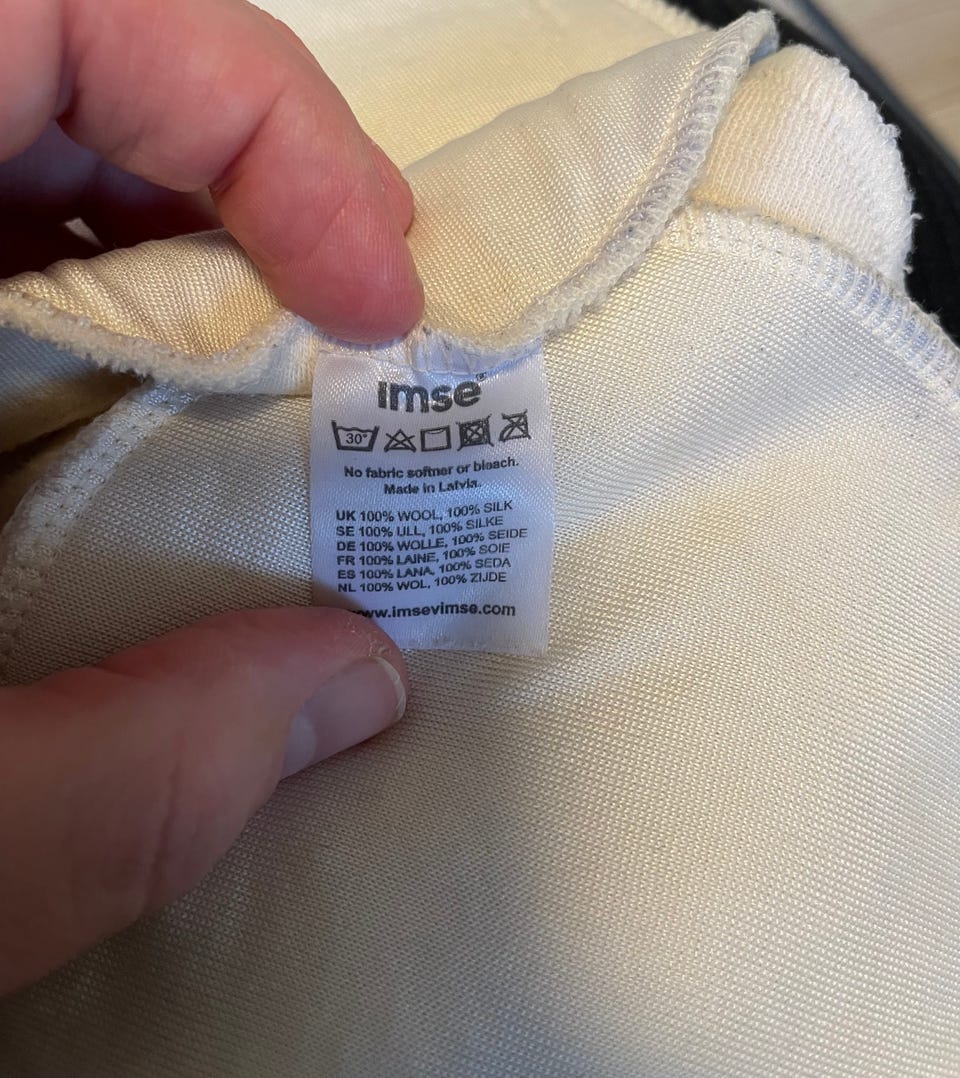 imse®
30°
No fabric softner or bleach.
Made in Latvia.
UK 100% WOOL, 100% SILK
SE 100% ULL, 100% SILKE
DE 100% WOLLE, 100% SEIDE
FR 100% LAINE, 100% SOIE
ES 100% LANA, 100% SEDA
NL 100% WOL, 100% ZIJDE
www.imsevimse.com